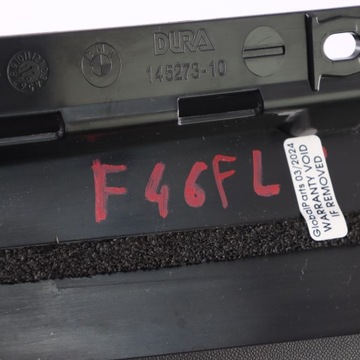 DURA
145273-10
F46FL
GlobalParts 03/2024
WARRANTY VOID
IF REMOVED